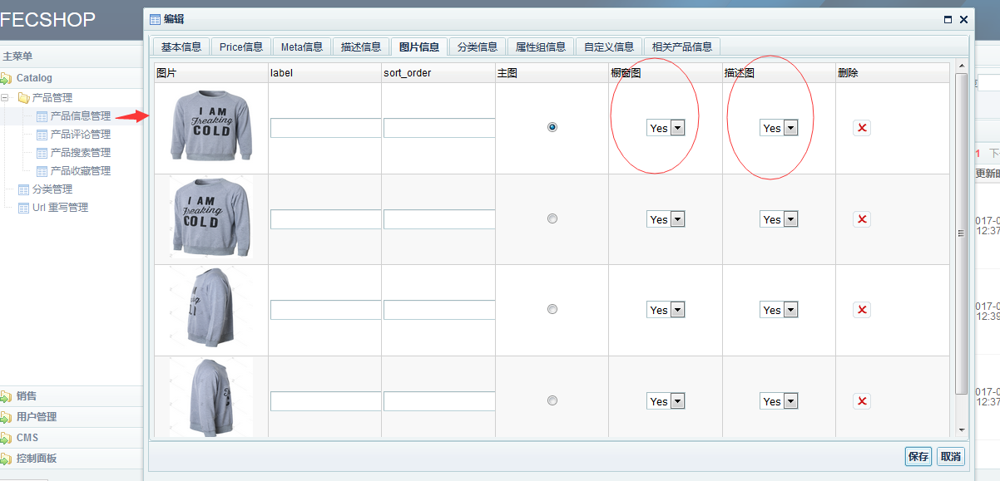 FECSHOP
编辑
基本信息 Price信息 Meta信息 描述信息 图片信息 分类信息 属性组信息 自定义信息 相关产品信息
主菜单
Catalog
产品管理
产品信息管理
产品评论管理
产品搜索管理
产品收藏管理
分类管理
Url 重写管理
销售
用户管理
CMS
控制面板
图片 label sort_order 主图 橱窗图 描述图 删除
I AM
Freaking
COLD
Yes Yes
I AM
Freaking
COLD
Yes Yes
Yes Yes
Yes Yes
保存 取消
1 下
更新时
017-0
12:37
017-0
12:39
017-0
12:37